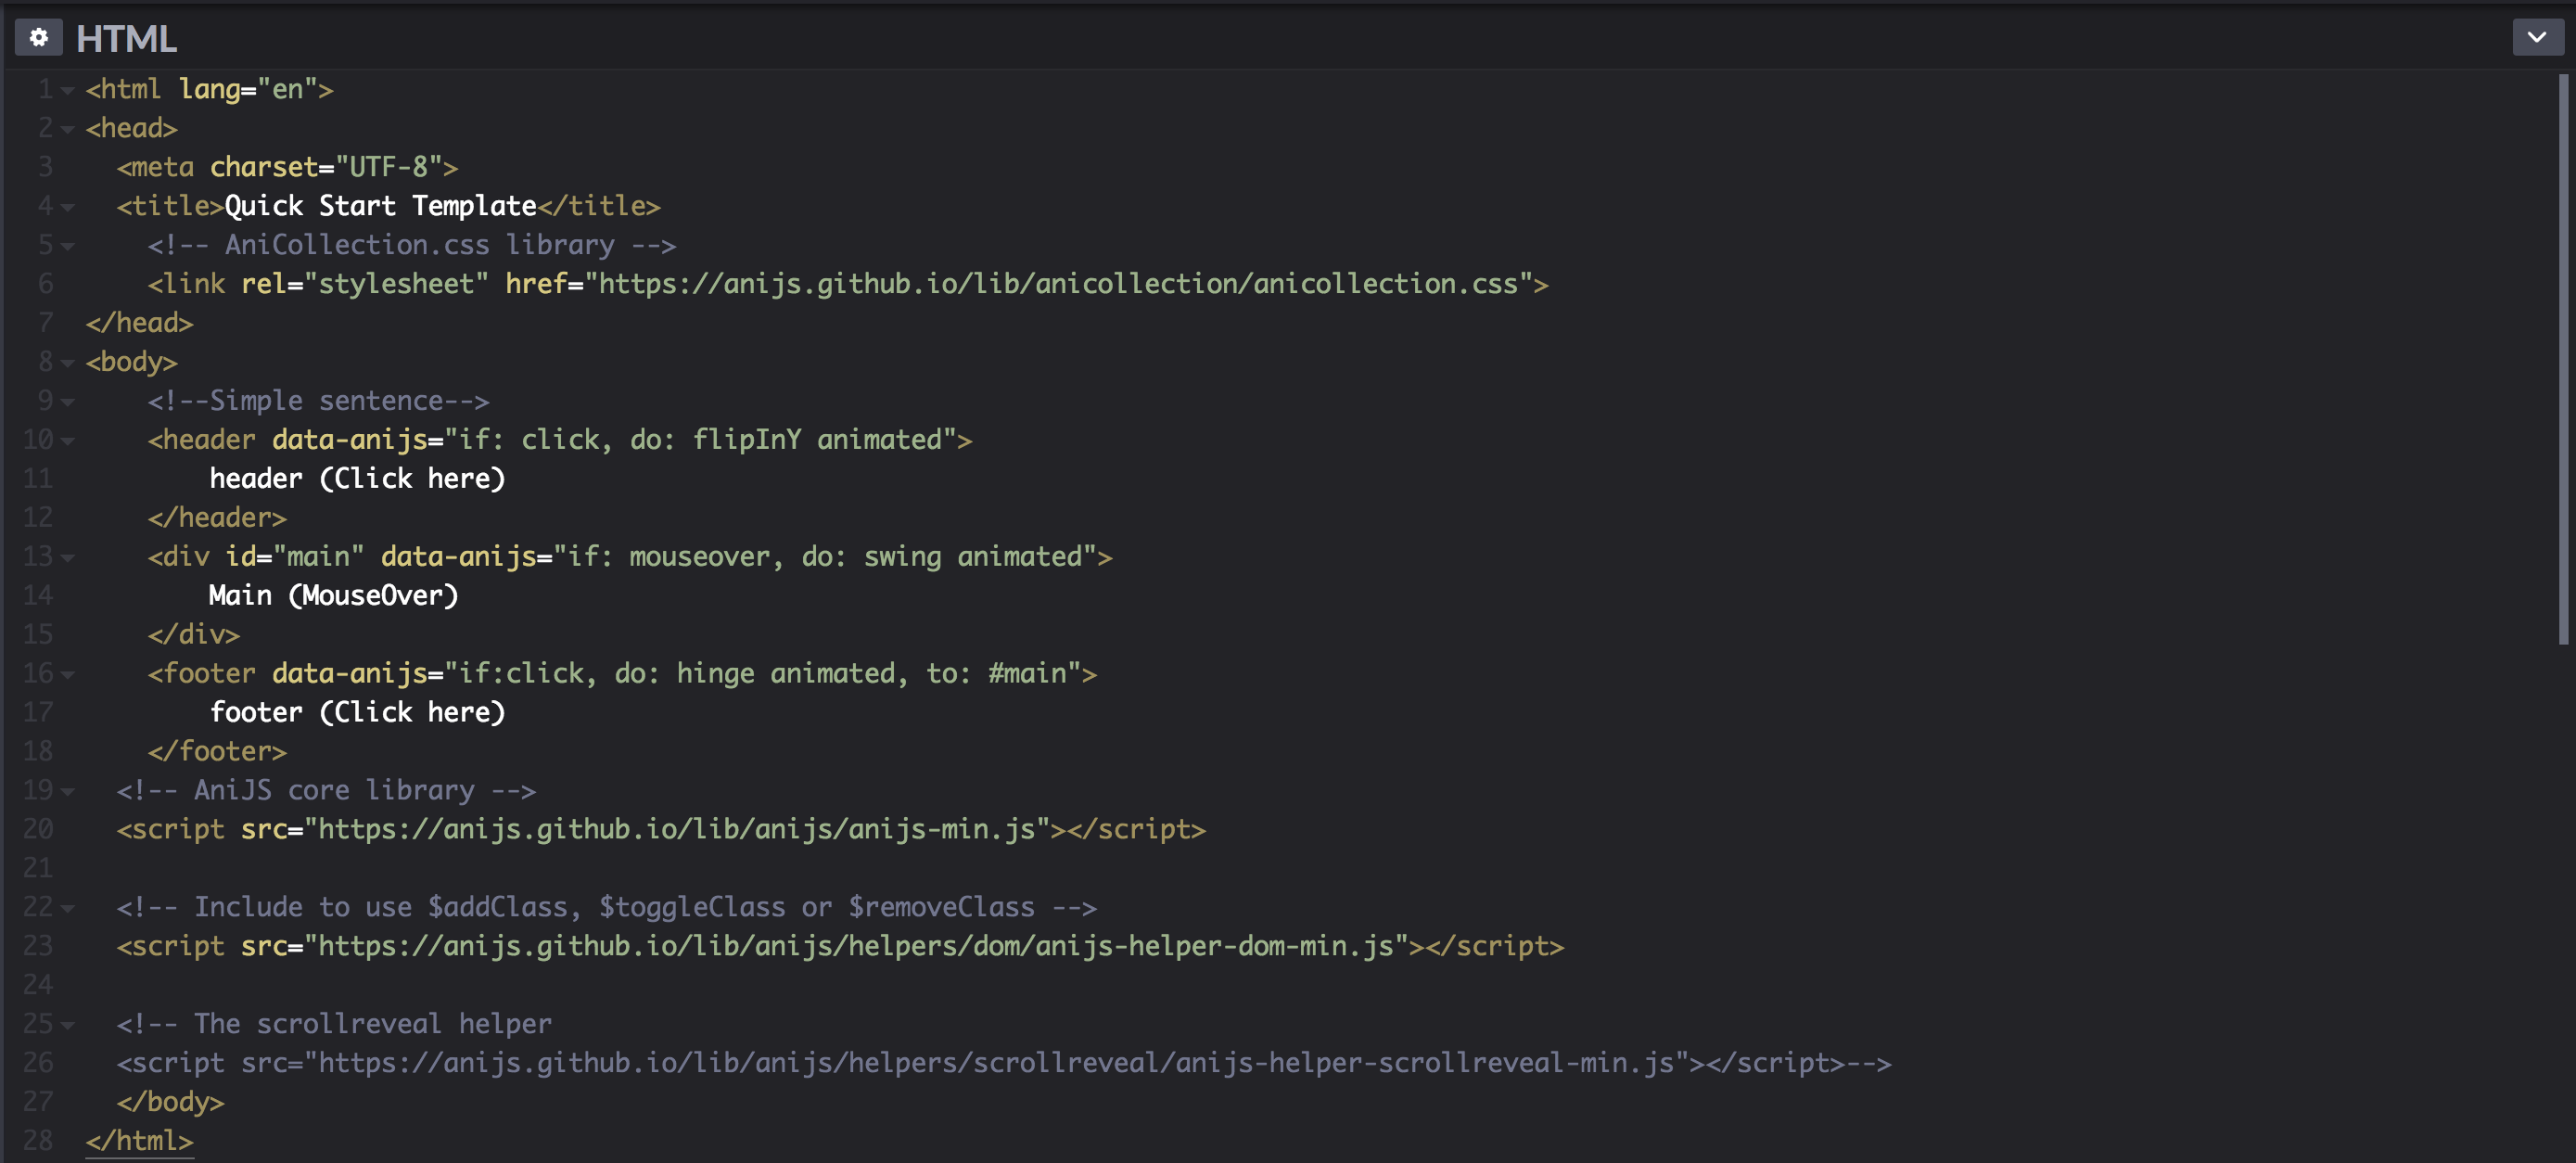 HTML
1 <html lang="en">
2 <head>
3   <meta charset="UTF-8">
4   <title>Quick Start Template</title>
5     <!-- AniCollection.css library -->
6     <link rel="stylesheet" href="https://anijs.github.io/lib/anicollection/anicollection.css">
7 </head>
8 <body>
9     <!--Simple sentence-->
10     <header data-anijs="if: click, do: flipInY animated">
11         header (Click here)
12     </header>
13     <div id="main" data-anijs="if: mouseover, do: swing animated">
14         Main (MouseOver)
15     </div>
16     <footer data-anijs="if:click, do: hinge animated, to: #main">
17         footer (Click here)
18     </footer>
19   <!-- AniJS core library -->
20   <script src="https://anijs.github.io/lib/anijs/anijs-min.js"></script>
21
22   <!-- Include to use $addClass, $toggleClass or $removeClass -->
23   <script src="https://anijs.github.io/lib/anijs/helpers/dom/anijs-helper-dom-min.js"></script>
24
25   <!-- The scrollreveal helper
26   <script src="https://anijs.github.io/lib/anijs/helpers/scrollreveal/anijs-helper-scrollreveal-min.js"></script>-->
27   </body>
28 </html>